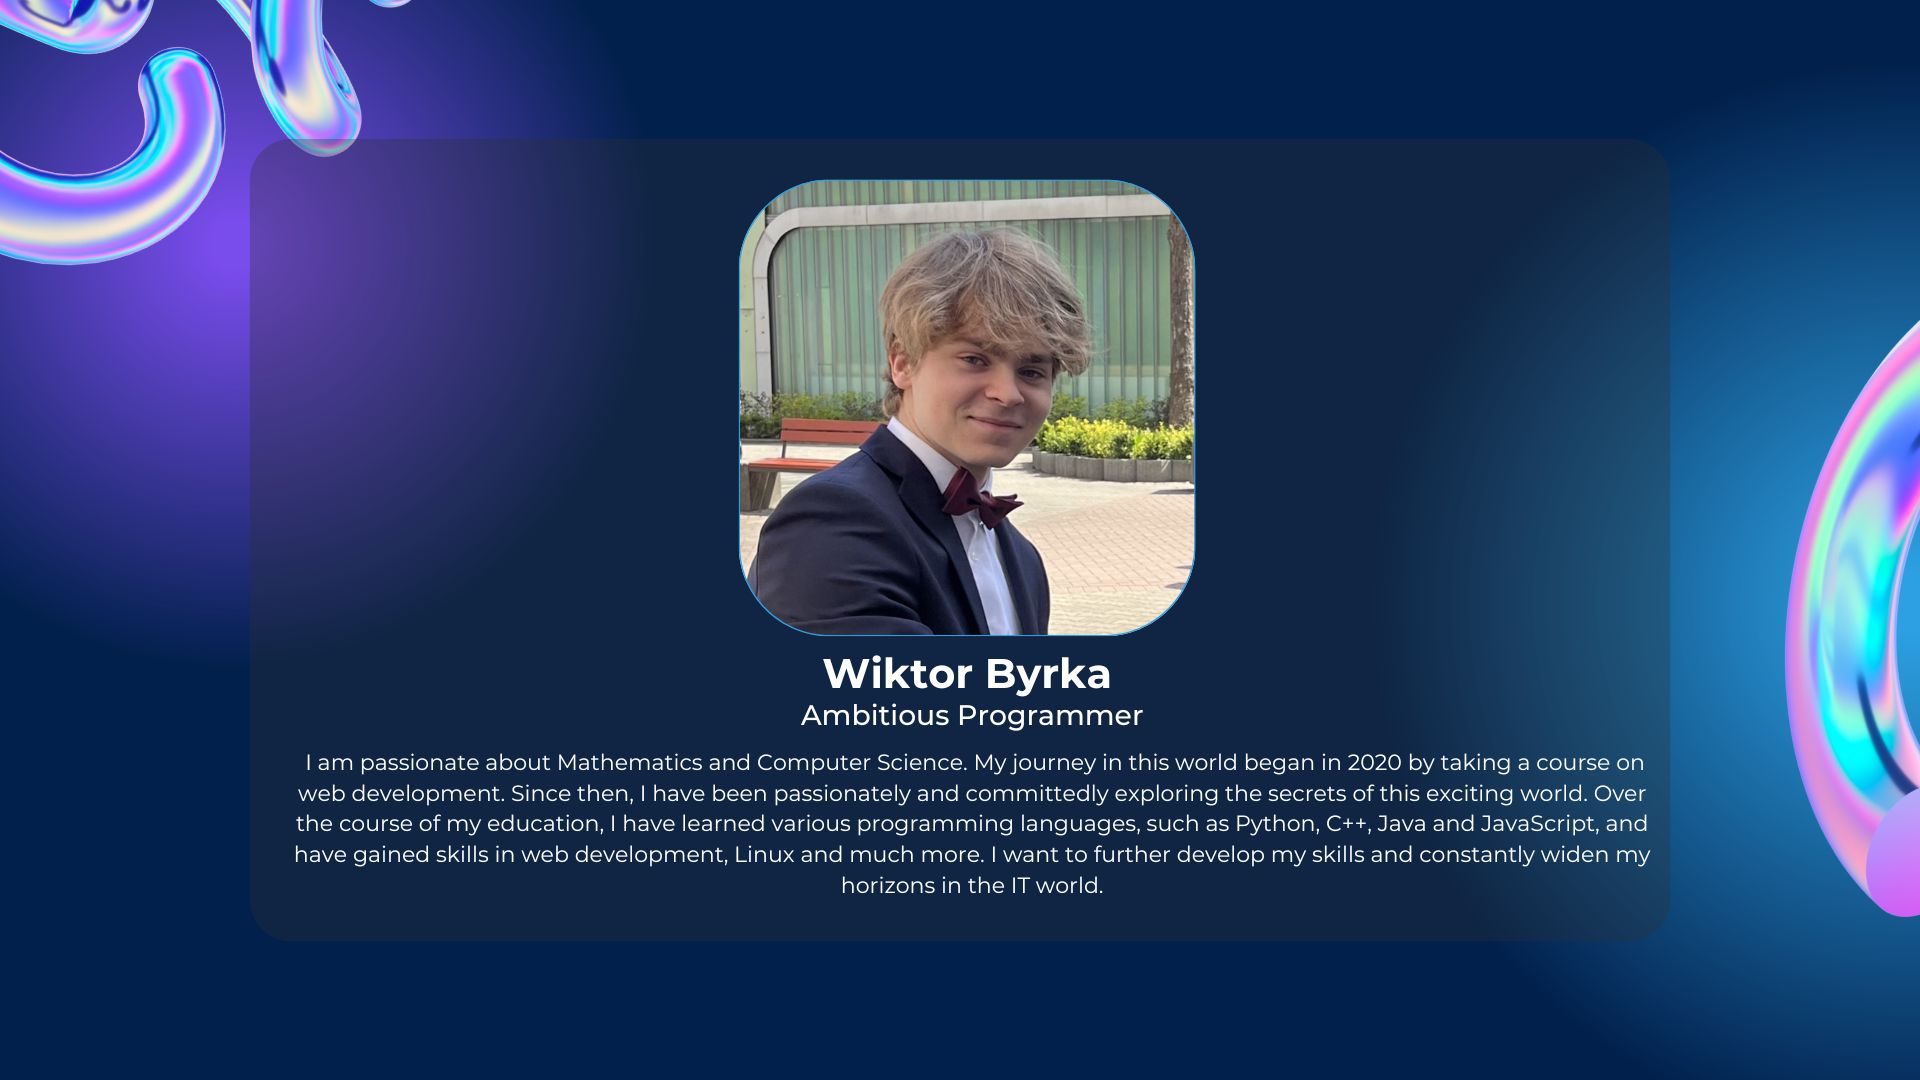 Wiktor Byrka
Ambitious Programmer
I am passionate about Mathematics and Computer Science. My journey in this world began in 2020 by taking a course on
web development. Since then, I have been passionately and committedly exploring the secrets of this exciting world. Over
the course of my education, I have learned various programming languages, such as Python, C++, Java and JavaScript, and
have gained skills in web development, Linux and much more. I want to further develop my skills and constantly widen my
horizons in the IT world.